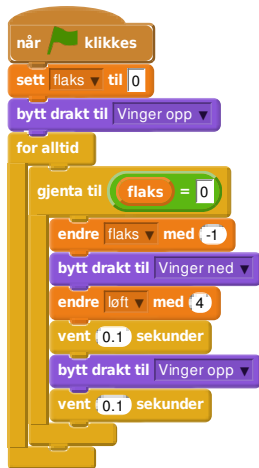 når klikkes
sett flaks til 0
bytt drakt til Vinger opp
for alltid
gjenta til flaks = 0
endre flaks med -1
bytt drakt til Vinger ned
endre løft med 4
vent 0.1 sekunder
bytt drakt til Vinger opp
vent 0.1 sekunder